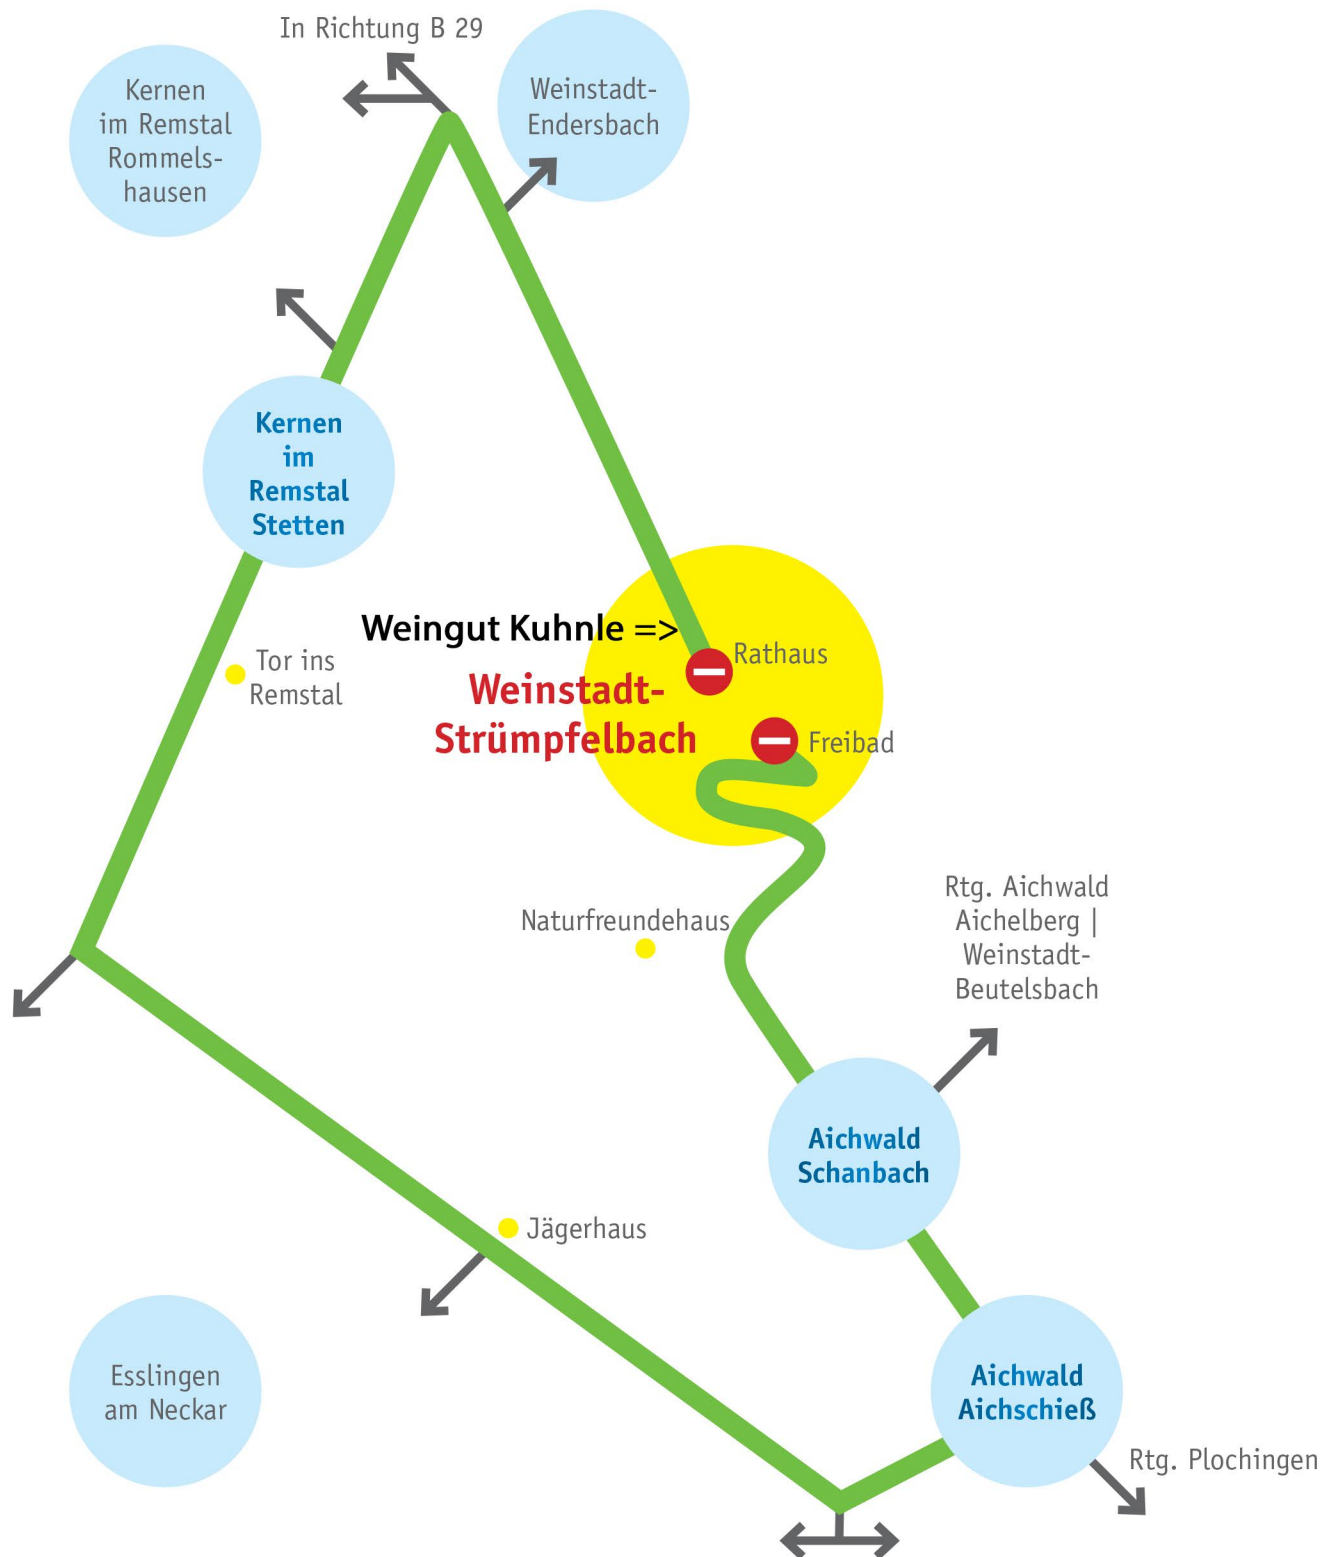 In Richtung B 29
Kernen
im Remstal
Rommels-
hausen
Weinstadt-
Endersbach
Kernen
im
Remstal
Stetten
Weingut Kuhnle =>
Rathaus
Tor ins
Remstal
Weinstadt-
Strümpfelbach
Freibad
Naturfreundehaus
Rtg. Aichwald
Aichelberg |
Weinstadt-
Beutelsbach
Aichwald
Schanbach
Jägerhaus
Esslingen
am Neckar
Aichwald
Aichschieß
Rtg. Plochingen